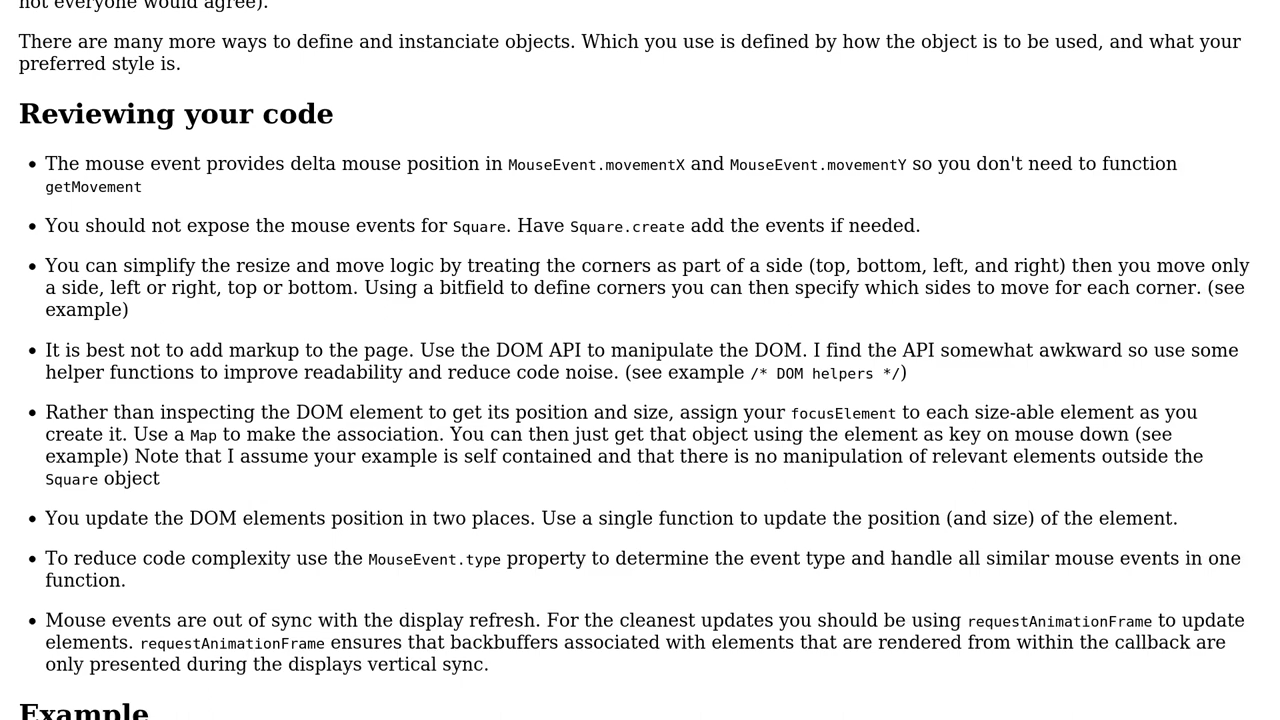 not everyone would agree).
There are many more ways to define and instanciate objects. Which you use is defined by how the object is to be used, and what your
preferred style is.
Reviewing your code
• The mouse event provides delta mouse position in MouseEvent.movementX and MouseEvent.movementY so you don't need to function
getMovement
• You should not expose the mouse events for Square. Have Square.create add the events if needed.
• You can simplify the resize and move logic by treating the corners as part of a side (top, bottom, left, and right) then you move only
a side, left or right, top or bottom. Using a bitfield to define corners you can then specify which sides to move for each corner. (see
example)
• It is best not to add markup to the page. Use the DOM API to manipulate the DOM. I find the API somewhat awkward so use some
helper functions to improve readability and reduce code noise. (see example /* DOM helpers */)
• Rather than inspecting the DOM element to get its position and size, assign your focusElement to each size-able element as you
create it. Use a Map to make the association. You can then just get that object using the element as key on mouse down (see
example) Note that I assume your example is self contained and that there is no manipulation of relevant elements outside the
Square object
• You update the DOM elements position in two places. Use a single function to update the position (and size) of the element.
• To reduce code complexity use the MouseEvent.type property to determine the event type and handle all similar mouse events in one
function.
• Mouse events are out of sync with the display refresh. For the cleanest updates you should be using requestAnimationFrame to update
elements. requestAnimationFrame ensures that backbuffers associated with elements that are rendered from within the callback are
only presented during the displays vertical sync.
Example